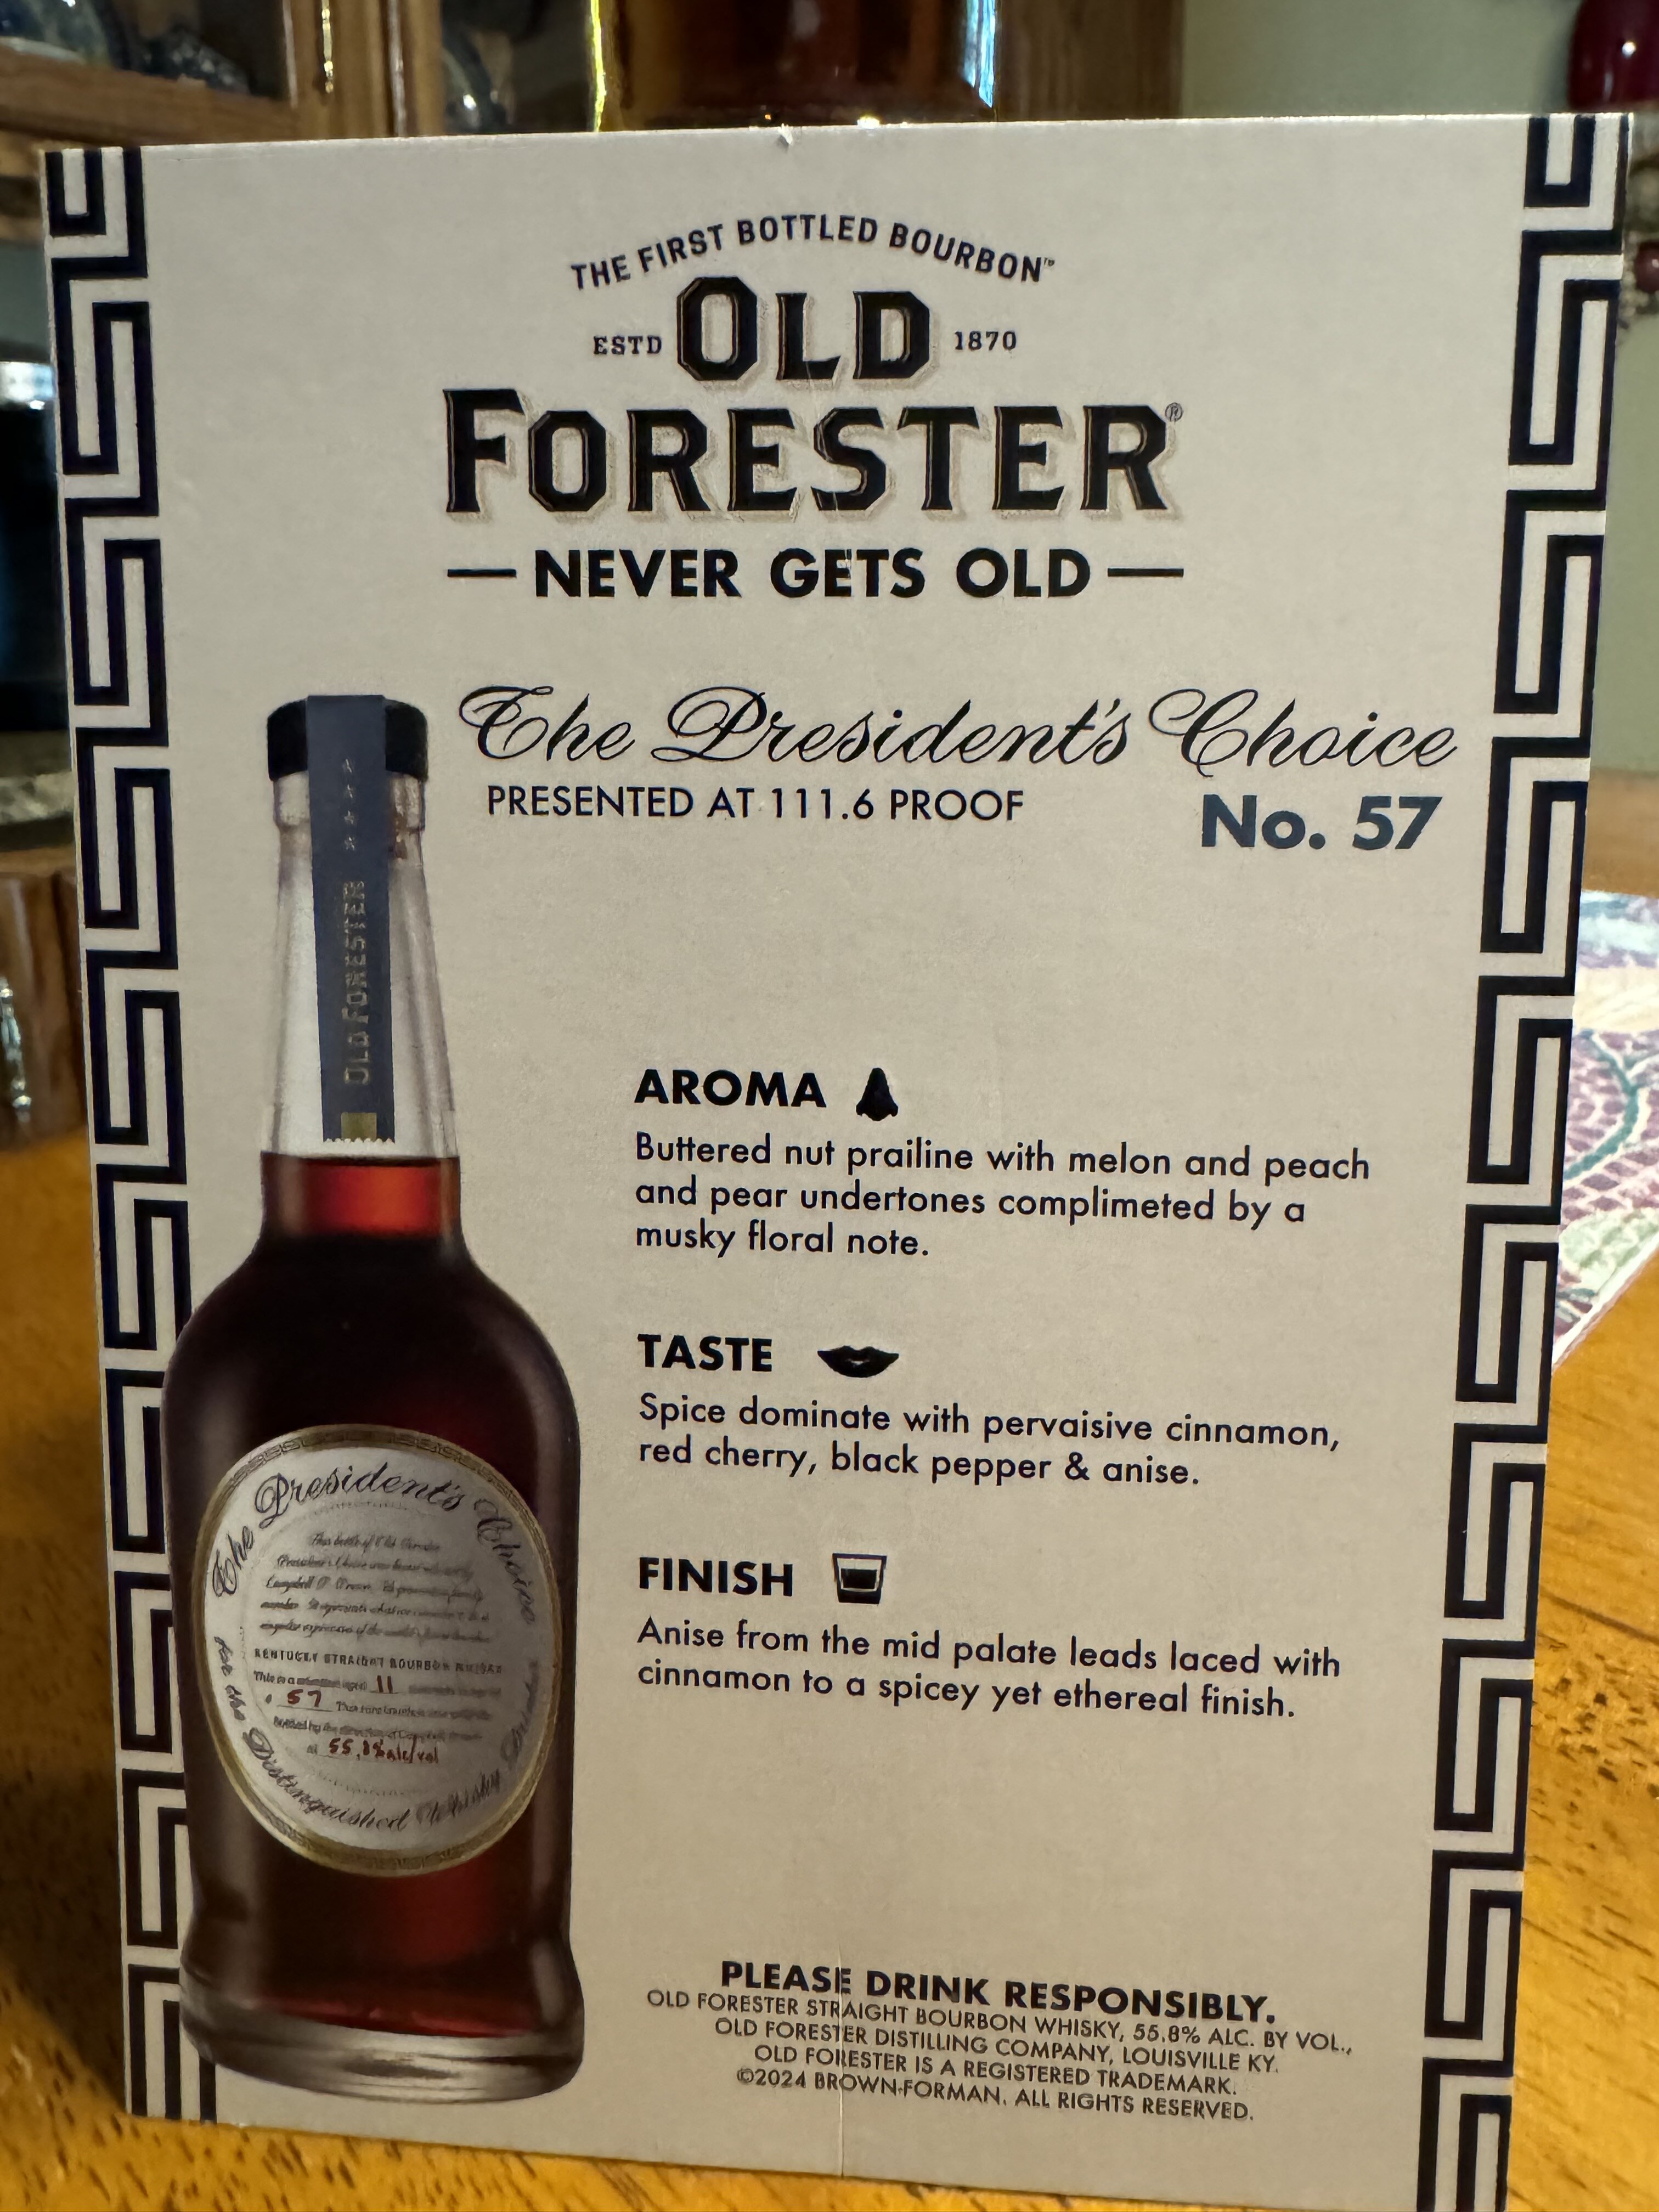 THE FIRST BOTTLED BOURBON™
ESTD OLD 1870
FORESTER®
— NEVER GETS OLD —
The President's Choice
PRESENTED AT 111.6 PROOF
No. 57
OLD FORESTER
AROMA
Buttered nut prailine with melon and peach
and pear undertones complimeted by a
musky floral note.
TASTE
Spice dominate with pervaisive cinnamon,
red cherry, black pepper & anise.
FINISH
Anise from the mid palate leads laced with
cinnamon to a spicey yet ethereal finish.
The President's Choice
KENTUCKY STRAIGHT BOURBON WHISKY
This is a 11
57
55.8% alc/vol
for the Distinguished Whisky
PLEASE DRINK RESPONSIBLY.
OLD FORESTER STRAIGHT BOURBON WHISKY, 55.8% ALC. BY VOL.,
OLD FORESTER DISTILLING COMPANY, LOUISVILLE KY.
OLD FORESTER IS A REGISTERED TRADEMARK.
©2024 BROWN-FORMAN. ALL RIGHTS RESERVED.